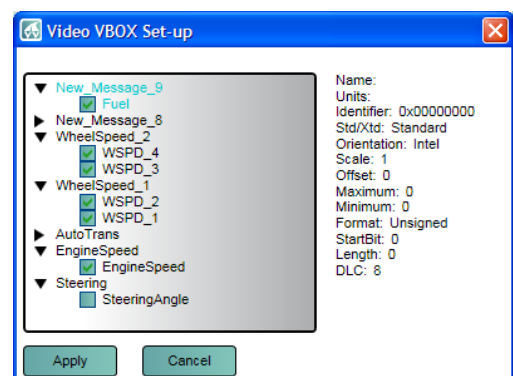 Video VBOX Set-up
New_Message_9
Fuel
New_Message_8
WheelSpeed_2
WSPD_4
WSPD_3
WheelSpeed_1
WSPD_2
WSPD_1
AutoTrans
EngineSpeed
EngineSpeed
Steering
SteeringAngle
Name:
Units:
Identifier: 0x00000000
Std/Xtd: Standard
Orientation: Intel
Scale: 1
Offset: 0
Maximum: 0
Minimum: 0
Format: Unsigned
StartBit: 0
Length: 0
DLC: 8
Apply
Cancel